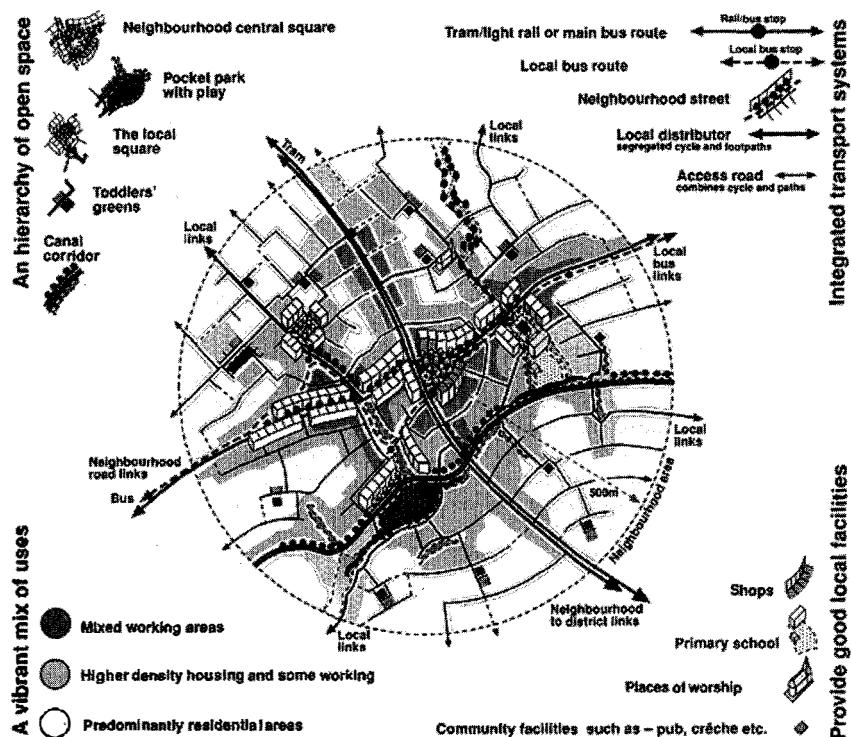 An hierarchy of open space
Neighbourhood central square
Pocket park
with play
The local
square
Toddlers'
greens
Canal
corridor
Integrated transport systems
Tram/light rail or main bus route
Rail/bus stop
Local bus route
Local bus stop
Neighbourhood street
Local distributor
segregated cycle and footpaths
Access road
combines cycle and paths
Tram
Local
links
Local
links
Local
bus
links
Local
links
Neighbourhood
road links
Bus
500m
Neighbourhood area
Neighbourhood
to district links
Local
links
A vibrant mix of uses
Mixed working areas
Higher density housing and some working
Predominantly residential areas
Provide good local facilities
Shops
Primary school
Places of worship
Community facilities such as – pub, crêche etc.